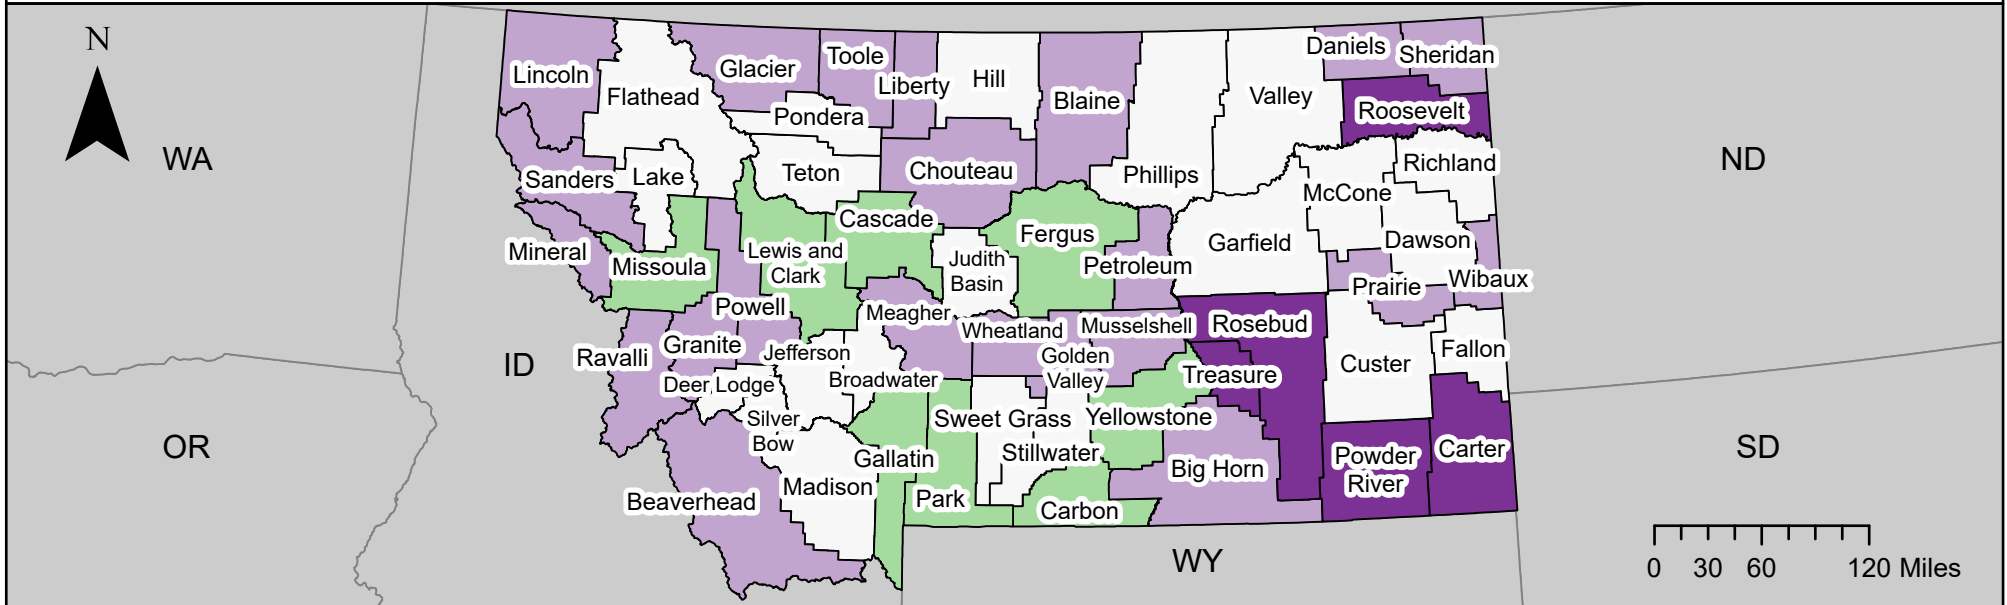 N
WA
OR
ID
WY
ND
SD
Lincoln
Flathead
Glacier
Toole
Liberty
Hill
Blaine
Phillips
Valley
Daniels
Sheridan
Roosevelt
Pondera
Teton
Chouteau
Sanders
Lake
Richland
McCone
Mineral
Missoula
Lewis and
Clark
Cascade
Judith
Basin
Fergus
Petroleum
Garfield
Dawson
Prairie
Wibaux
Powell
Granite
Ravalli
Jefferson
Meagher
Wheatland
Musselshell
Golden
Valley
Rosebud
Treasure
Custer
Fallon
Deer Lodge
Silver
Bow
Broadwater
Sweet Grass
Stillwater
Yellowstone
Big Horn
Powder
River
Carter
Beaverhead
Madison
Gallatin
Park
Carbon
0 30 60 120 Miles